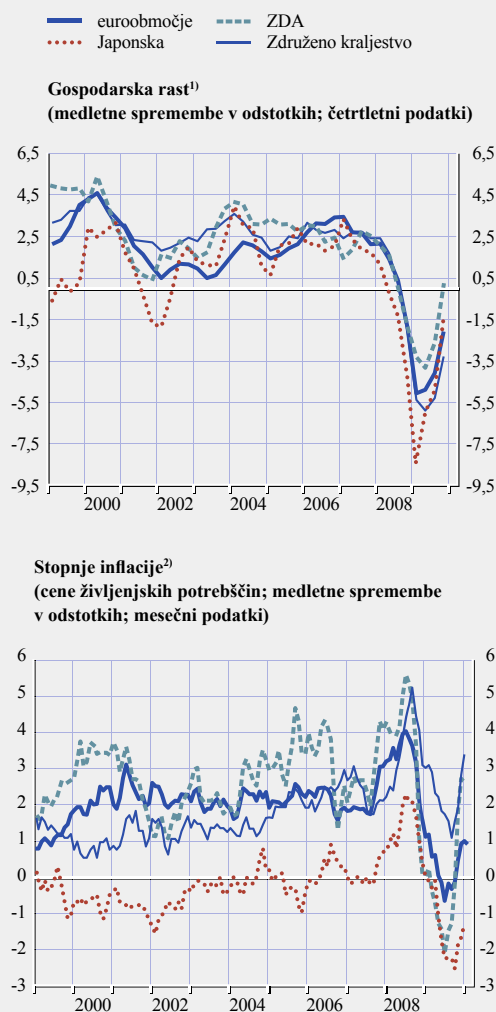 euroobmočje ZDA
Japonska Združeno kraljestvo
Gospodarska rast1)
(medletne spremembe v odstotkih; četrtletni podatki)
6,5 6,5
4,5 4,5
2,5 2,5
0,5 0,5
-1,5 -1,5
-3,5 -3,5
-5,5 -5,5
-7,5 -7,5
-9,5 -9,5
2000 2002 2004 2006 2008
Stopnje inflacije2)
(cene življenjskih potrebščin; medletne spremembe
v odstotkih; mesečni podatki)
6 6
5 5
4 4
3 3
2 2
1 1
0 0
-1 -1
-2 -2
-3 -3
2000 2002 2004 2006 2008